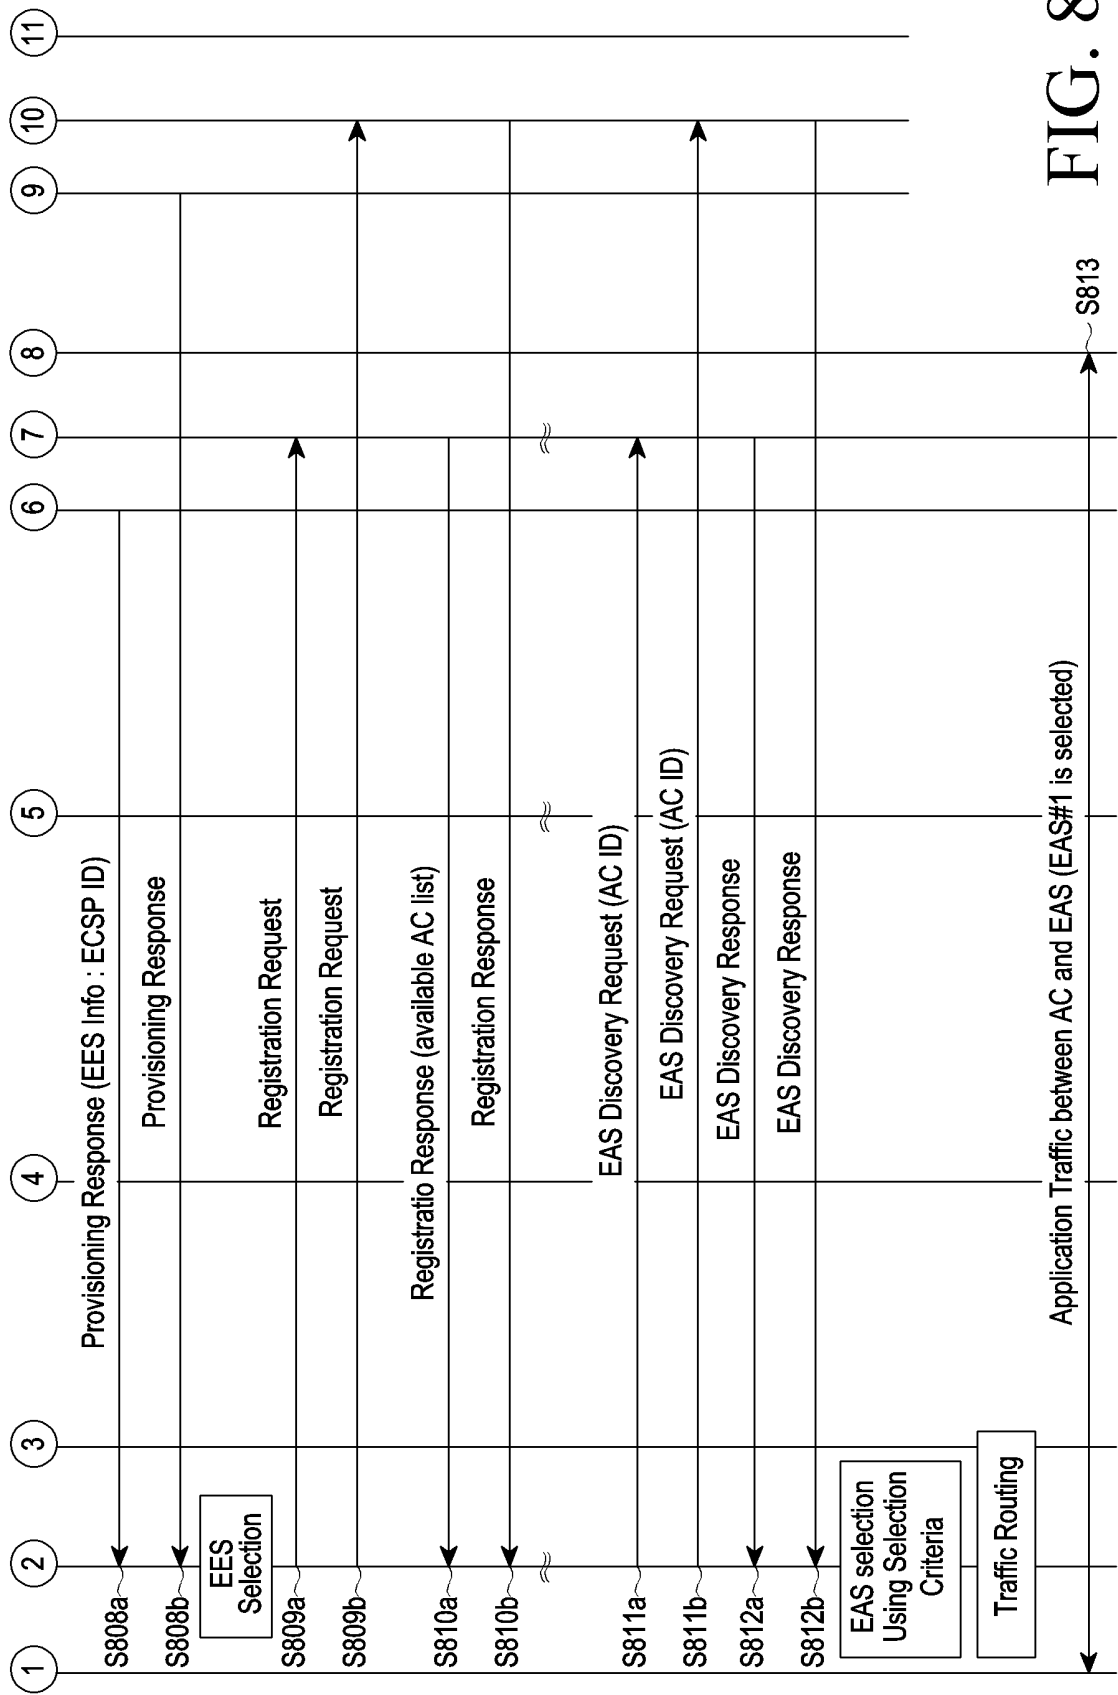 1
2
3
4
5
6
7
8
9
10
11
S808a
Provisioning Response (EES Info : ECSP ID)
S808b
Provisioning Response
EES
Selection
S809a
Registration Request
S809b
Registration Request
S810a
Registratio Response (available AC list)
S810b
Registration Response
S811a
EAS Discovery Request (AC ID)
S811b
EAS Discovery Request (AC ID)
S812a
EAS Discovery Response
S812b
EAS Discovery Response
EAS selection
Using Selection
Criteria
Traffic Routing
Application Traffic between AC and EAS (EAS#1 is selected)
S813
FIG. 8